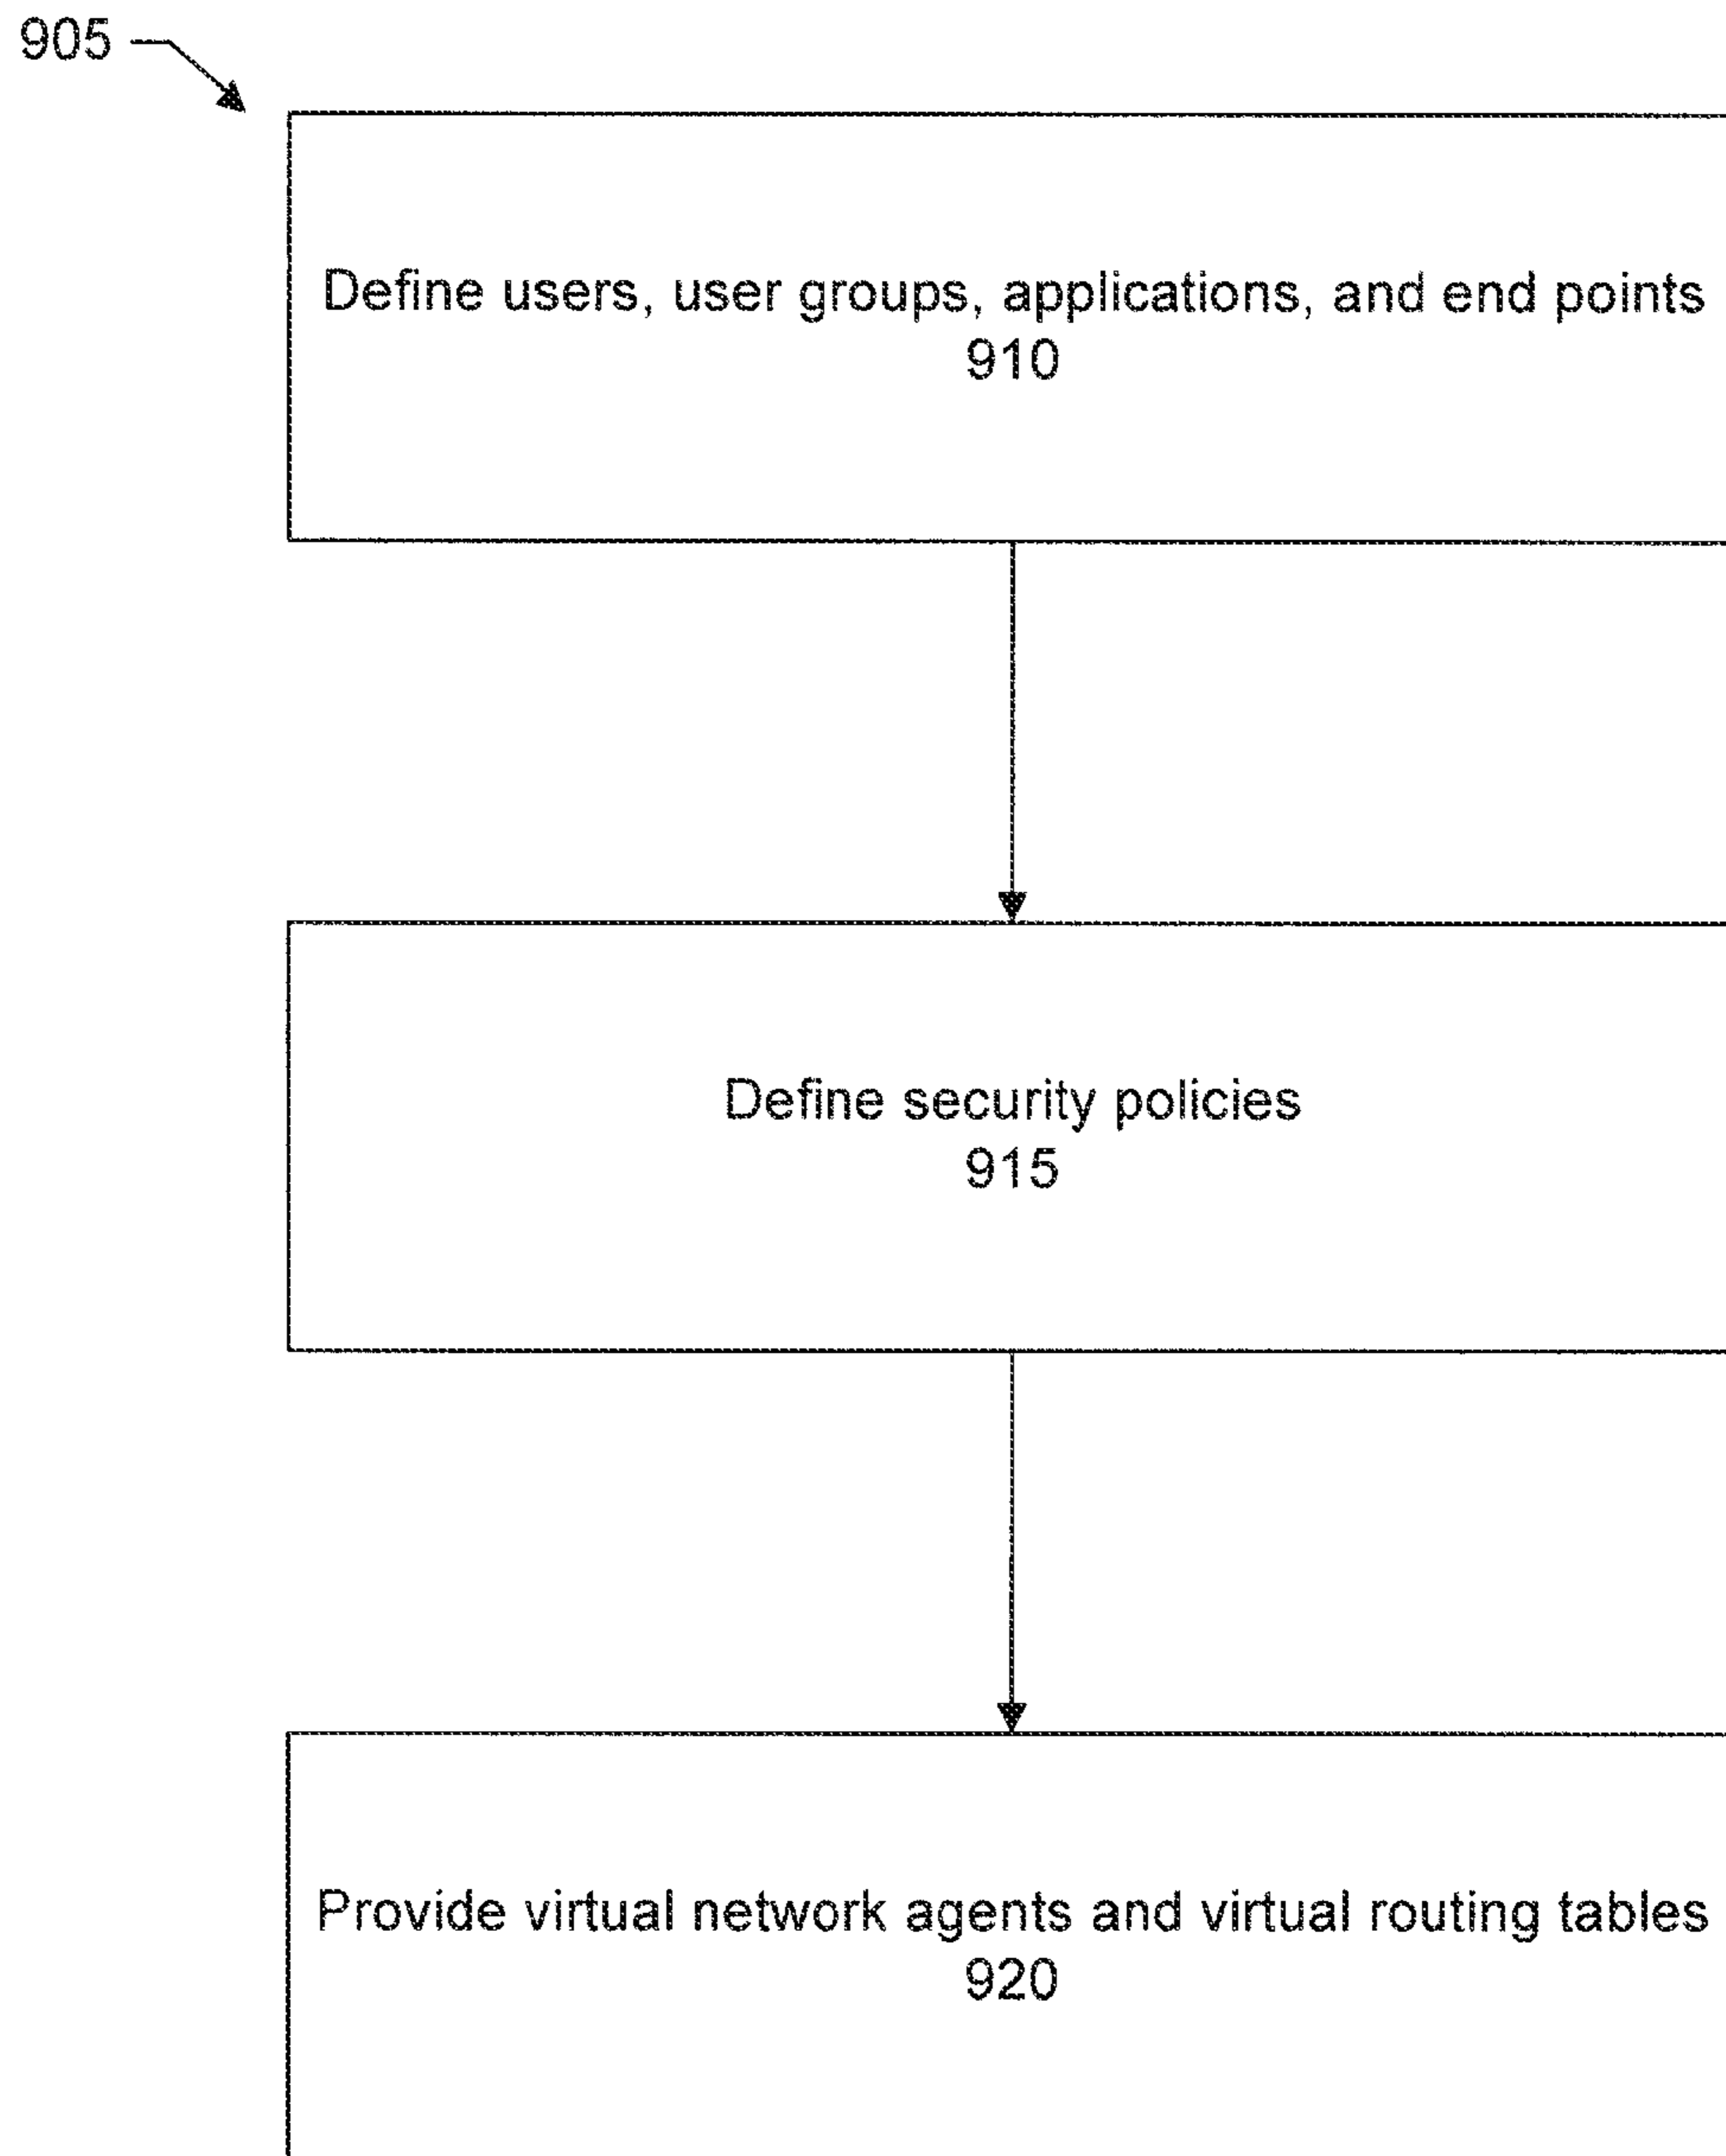 905
Define users, user groups, applications, and end points
910
Define security policies
915
Provide virtual network agents and virtual routing tables
920